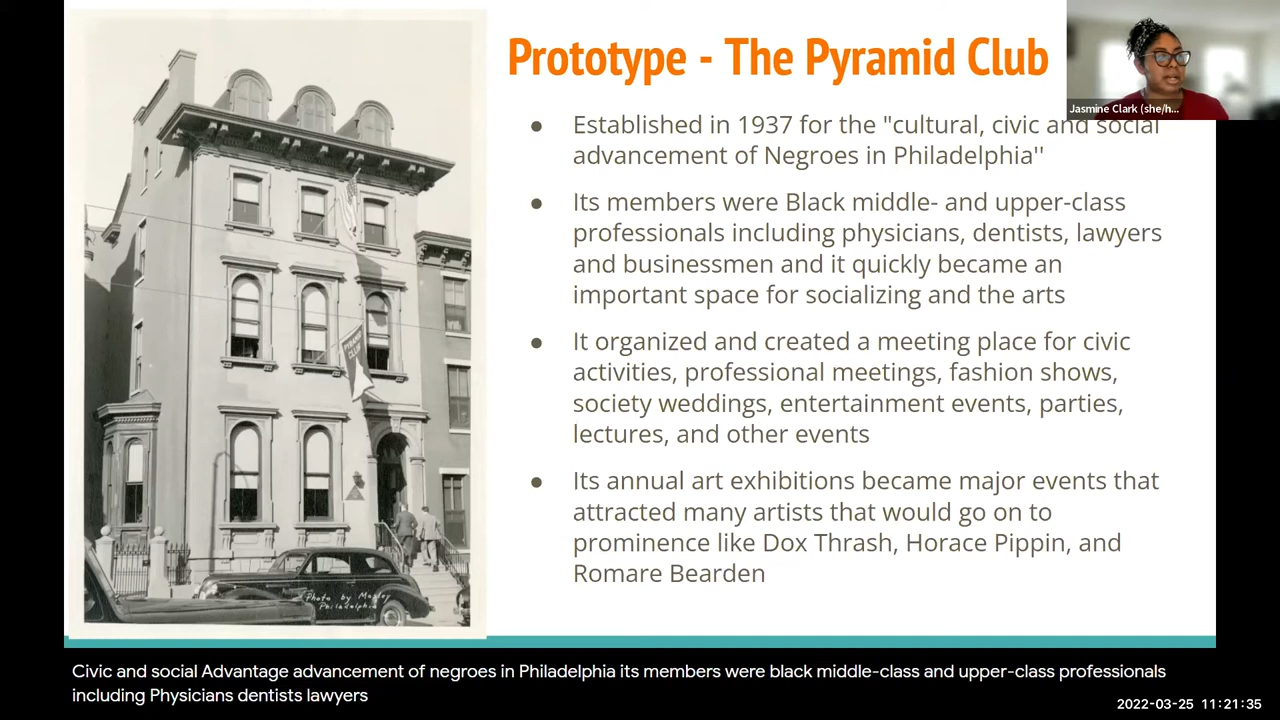 Prototype - The Pyramid Club
Jasmine Clark (she/h...
● Established in 1937 for the "cultural, civic and social
advancement of Negroes in Philadelphia''
● Its members were Black middle- and upper-class
professionals including physicians, dentists, lawyers
and businessmen and it quickly became an
important space for socializing and the arts
● It organized and created a meeting place for civic
activities, professional meetings, fashion shows,
society weddings, entertainment events, parties,
lectures, and other events
● Its annual art exhibitions became major events that
attracted many artists that would go on to
prominence like Dox Thrash, Horace Pippin, and
Romare Bearden
PYRAMID
CLUB
Photo by Mosley
Philadelphia
Civic and social Advantage advancement of negroes in Philadelphia its members were black middle-class and upper-class professionals
including Physicians dentists lawyers
2022-03-25 11:21:35